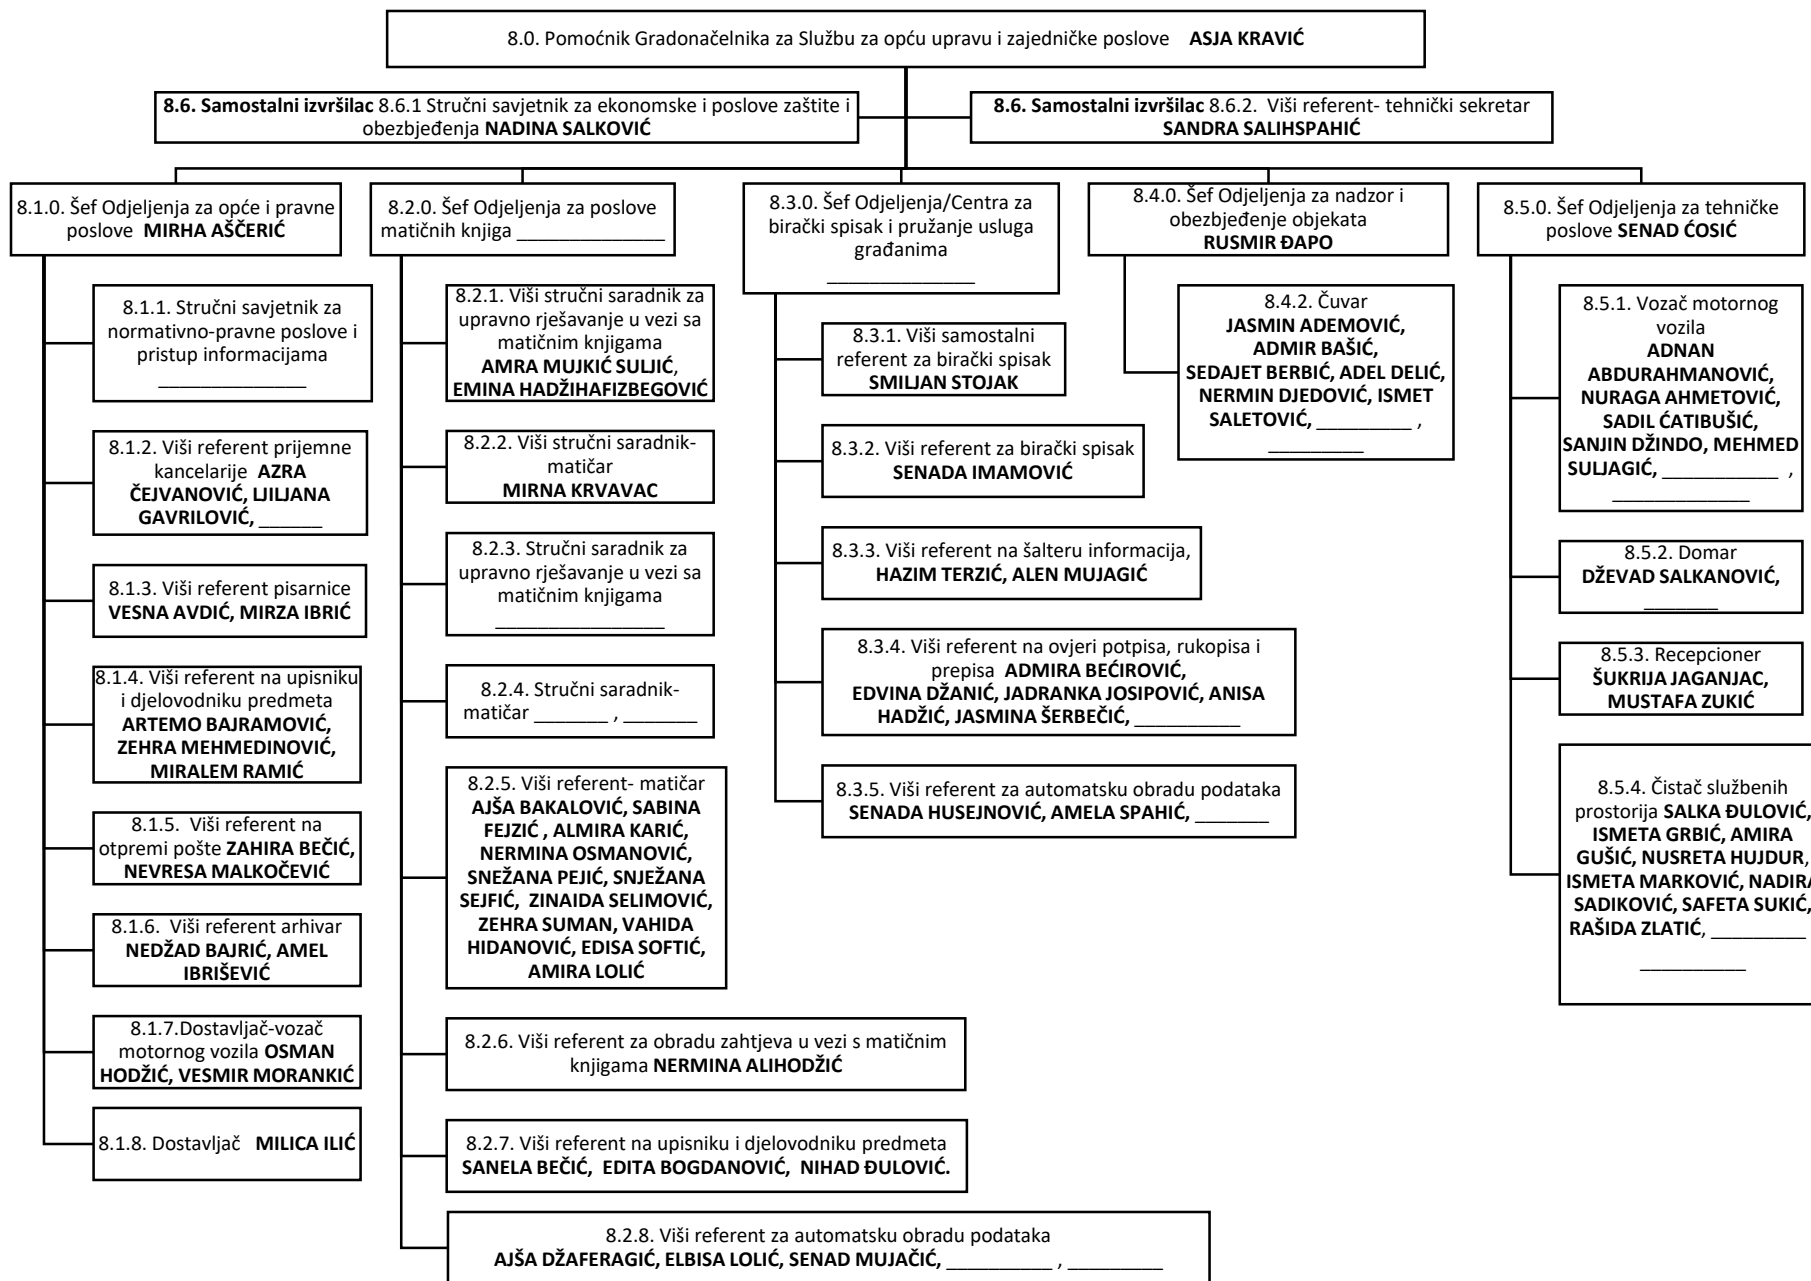 8.0. Pomoćnik Gradonačelnika za Službu za opću upravu i zajedničke poslove ASJA KRAVIĆ
8.6. Samostalni izvršilac 8.6.1 Stručni savjetnik za ekonomske i poslove zaštite i
obezbjeđenja NADINA SALKOVIĆ
8.6. Samostalni izvršilac 8.6.2. Viši referent- tehnički sekretar
SANDRA SALIHSPAHIĆ
8.1.0. Šef Odjeljenja za opće i pravne
poslove MIRHA AŠČERIĆ
8.1.1. Stručni savjetnik za
normativno-pravne poslove i
pristup informacijama
______________
8.1.2. Viši referent prijemne
kancelarije AZRA
ČEJVANOVIĆ, LJILJANA
GAVRILOVIĆ, ______
8.1.3. Viši referent pisarnice
VESNA AVDIĆ, MIRZA IBRIĆ
8.1.4. Viši referent na upisniku
i djelovodniku predmeta
ARTEMO BAJRAMOVIĆ,
ZEHRA MEHMEDINOVIĆ,
MIRALEM RAMIĆ
8.1.5. Viši referent na
otpremi pošte ZAHIRA BEČIĆ,
NEVRESA MALKOČEVIĆ
8.1.6. Viši referent arhivar
NEDŽAD BAJRIĆ, AMEL
IBRIŠEVIĆ
8.1.7.Dostavljač-vozač
motornog vozila OSMAN
HODŽIĆ, VESMIR MORANKIĆ
8.1.8. Dostavljač MILICA ILIĆ
8.2.0. Šef Odjeljenja za poslove
matičnih knjiga ______________
8.2.1. Viši stručni saradnik za
upravno rješavanje u vezi sa
matičnim knjigama
AMRA MUJKIĆ SULJIĆ,
EMINA HADŽIHAFIZBEGOVIĆ
8.2.2. Viši stručni saradnik-
matičar
MIRNA KRVAVAC
8.2.3. Stručni saradnik za
upravno rješavanje u vezi sa
matičnim knjigama
________________
8.2.4. Stručni saradnik-
matičar _______ , _______
8.2.5. Viši referent- matičar
AJŠA BAKALOVIĆ, SABINA
FEJZIĆ , ALMIRA KARIĆ,
NERMINA OSMANOVIĆ,
SNEŽANA PEJIĆ, SNJEŽANA
SEJFIĆ, ZINAIDA SELIMOVIĆ,
ZEHRA SUMAN, VAHIDA
HIDANOVIĆ, EDISA SOFTIĆ,
AMIRA LOLIĆ
8.2.6. Viši referent za obradu zahtjeva u vezi s matičnim
knjigama NERMINA ALIHODŽIĆ
8.2.7. Viši referent na upisniku i djelovodniku predmeta
SANELA BEČIĆ, EDITA BOGDANOVIĆ, NIHAD ĐULOVIĆ.
8.2.8. Viši referent za automatsku obradu podataka
AJŠA DŽAFERAGIĆ, ELBISA LOLIĆ, SENAD MUJAČIĆ, __________ , _________
8.3.0. Šef Odjeljenja/Centra za
birački spisak i pružanje usluga
građanima
______________
8.3.1. Viši samostalni
referent za birački spisak
SMILJAN STOJAK
8.3.2. Viši referent za birački spisak
SENADA IMAMOVIĆ
8.3.3. Viši referent na šalteru informacija,
HAZIM TERZIĆ, ALEN MUJAGIĆ
8.3.4. Viši referent na ovjeri potpisa, rukopisa i
prepisa ADMIRA BEĆIROVIĆ,
EDVINA DŽANIĆ, JADRANKA JOSIPOVIĆ, ANISA
HADŽIĆ, JASMINA ŠERBEČIĆ, __________
8.3.5. Viši referent za automatsku obradu podataka
SENADA HUSEJNOVIĆ, AMELA SPAHIĆ, _______
8.4.0. Šef Odjeljenja za nadzor i
obezbjeđenje objekata
RUSMIR ĐAPO
8.4.2. Čuvar
JASMIN ADEMOVIĆ,
ADMIR BAŠIĆ,
SEDAJET BERBIĆ, ADEL DELIĆ,
NERMIN DJEDOVIĆ, ISMET
SALETOVIĆ, _________ ,
_________
8.5.0. Šef Odjeljenja za tehničke
poslove SENAD ĆOSIĆ
8.5.1. Vozač motornog
vozila
ADNAN
ABDURAHMANOVIĆ,
NURAGA AHMETOVIĆ,
SADIL ĆATIBUŠIĆ,
SANJIN DŽINDO, MEHMED
SULJAGIĆ, ___________ ,
_____________
8.5.2. Domar
DŽEVAD SALKANOVIĆ,
_______
8.5.3. Recepcioner
ŠUKRIJA JAGANJAC,
MUSTAFA ZUKIĆ
8.5.4. Čistač službenih
prostorija SALKA ĐULOVIĆ,
ISMETA GRBIĆ, AMIRA
GUŠIĆ, NUSRETA HUJDUR,
ISMETA MARKOVIĆ, NADIRA
SADIKOVIĆ, SAFETA SUKIĆ,
RAŠIDA ZLATIĆ, _________
__________